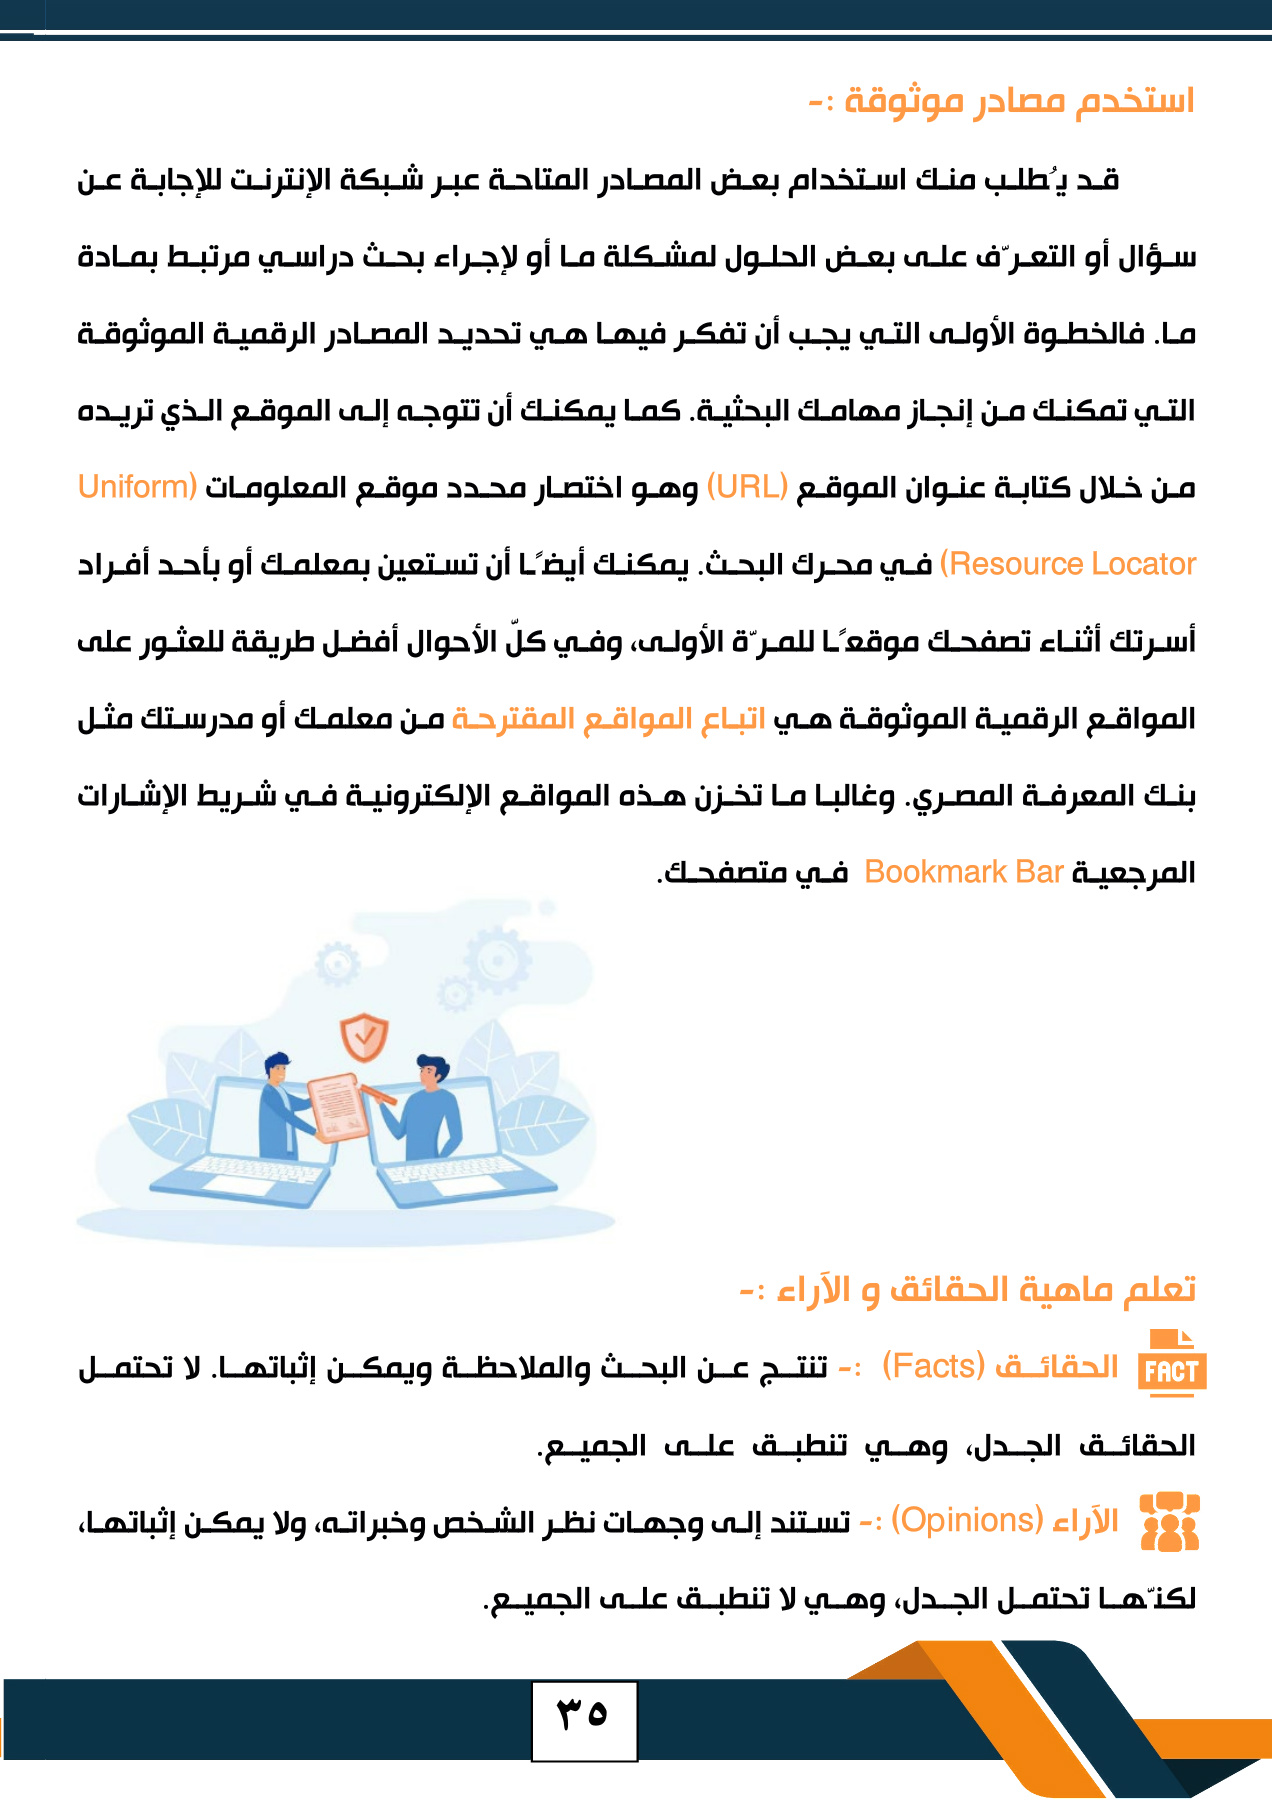 استخدم مصادر موثوقة :-
قد يُطلب منك استخدام بعض المصادر المتاحة عبر شبكة الإنترنت للإجابة عن
سؤال أو التعرّف على بعض الحلول لمشكلة ما أو لإجراء بحث دراسي مرتبط بمادة
ما. فالخطوة الأولى التي يجب أن تفكر فيها هي تحديد المصادر الرقمية الموثوقة
التي تمكنك من إنجاز مهامك البحثية. كما يمكنك أن تتوجه إلى الموقع الذي تريده
من خلال كتابة عنوان الموقع (URL) وهو اختصار محدد موقع المعلومات (Uniform
Resource Locator) في محرك البحث. يمكنك أيضًا أن تستعين بمعلمك أو بأحد أفراد
أسرتك أثناء تصفحك موقعًا للمرّة الأولى، وفي كلّ الأحوال أفضل طريقة للعثور على
المواقع الرقمية الموثوقة هي اتباع المواقع المقترحة من معلمك أو مدرستك مثل
بنك المعرفة المصري. وغالبا ما تخزن هذه المواقع الإلكترونية في شريط الإشارات
المرجعية Bookmark Bar في متصفحك.
تعلم ماهية الحقائق و الآراء :-
FACT الحقائق (Facts) :- تنتج عن البحث والملاحظة ويمكن إثباتها. لا تحتمل
الحقائق الجدل، وهي تنطبق على الجميع.
الآراء (Opinions) :- تستند إلى وجهات نظر الشخص وخبراته، ولا يمكن إثباتها،
لكنّها تحتمل الجدل، وهي لا تنطبق على الجميع.
٣٥